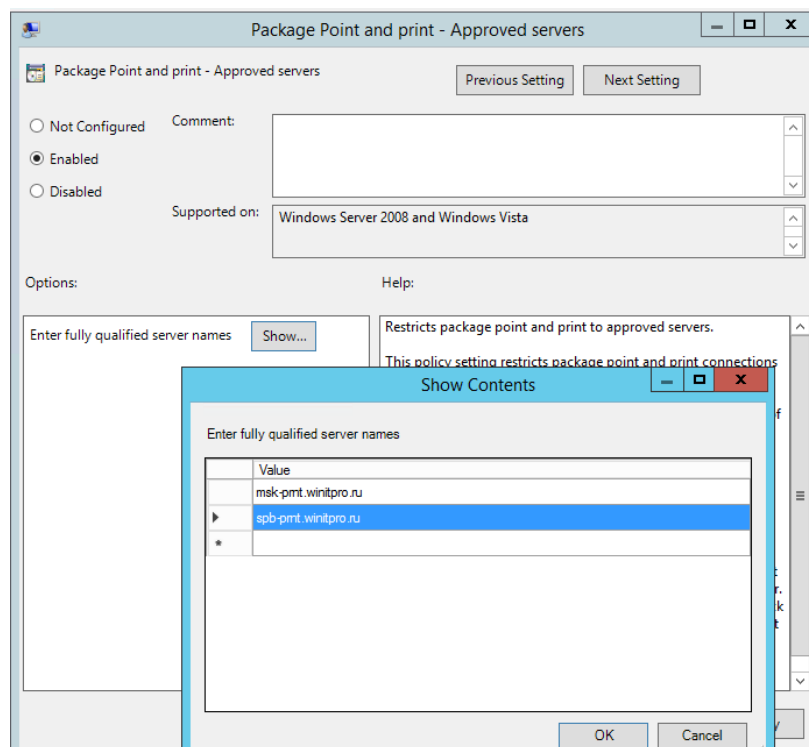 Package Point and print - Approved servers
Package Point and print - Approved servers
Previous Setting
Next Setting
Not Configured
Comment:
Enabled
Disabled
Supported on:
Windows Server 2008 and Windows Vista
Options:
Help:
Enter fully qualified server names
Show...
Restricts package point and print to approved servers.
This policy setting restricts package point and print connections
Show Contents
Enter fully qualified server names
Value
msk-prnt.winitpro.ru
spb-prnt.winitpro.ru
OK
Cancel